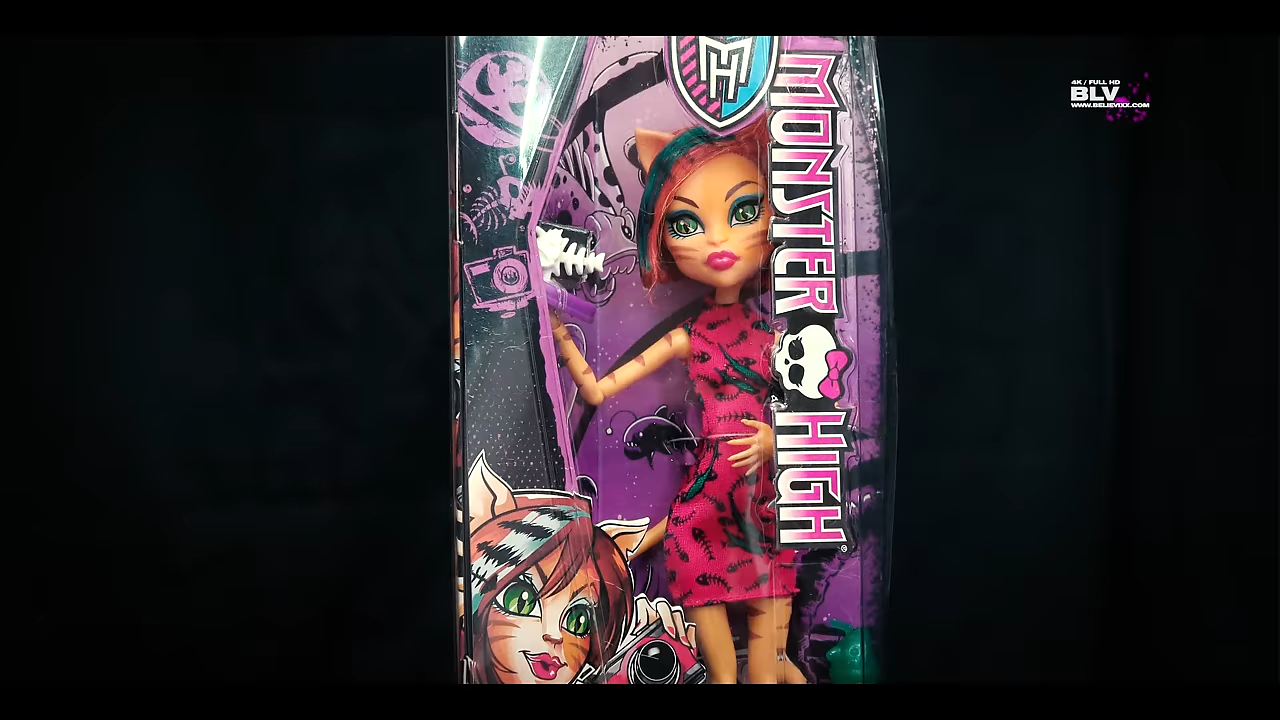 MH
MONSTER HIGH®
4K / FULL HD
BLV
WWW.BELIEVIXX.COM